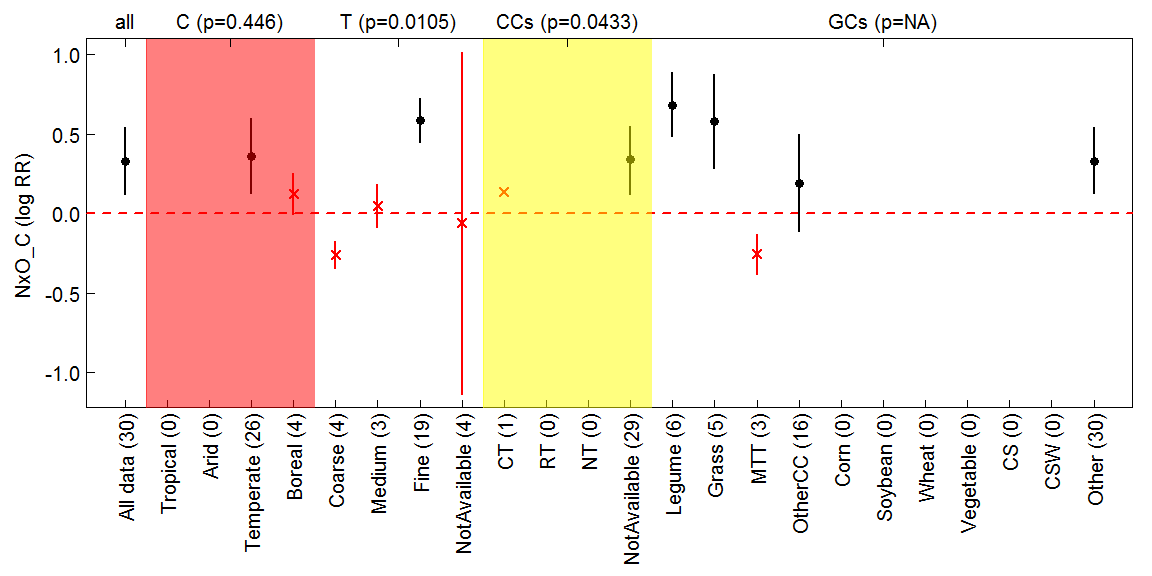 all C (p=0.446) T (p=0.0105) CCs (p=0.0433) GCs (p=NA)
NxO_C (log RR)
1.0
0.5
0.0
-0.5
-1.0
All data (30)
Tropical (0)
Arid (0)
Temperate (26)
Boreal (4)
Coarse (4)
Medium (3)
Fine (19)
NotAvailable (4)
CT (1)
RT (0)
NT (0)
NotAvailable (29)
Legume (6)
Grass (5)
MTT (3)
OtherCC (16)
Corn (0)
Soybean (0)
Wheat (0)
Vegetable (0)
CS (0)
CSW (0)
Other (30)